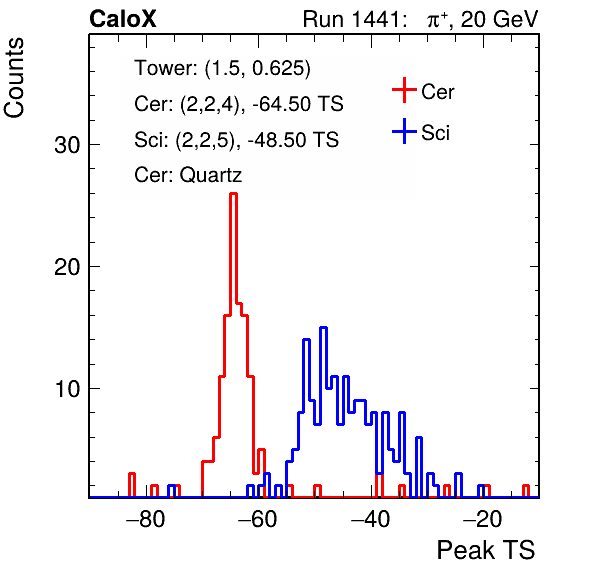 CaloX Run 1441: π⁺, 20 GeV
Counts
Tower: (1.5, 0.625)
Cer: (2,2,4), -64.50 TS
Sci: (2,2,5), -48.50 TS
Cer: Quartz
Cer
Sci
30
20
10
−80 −60 −40 −20
Peak TS